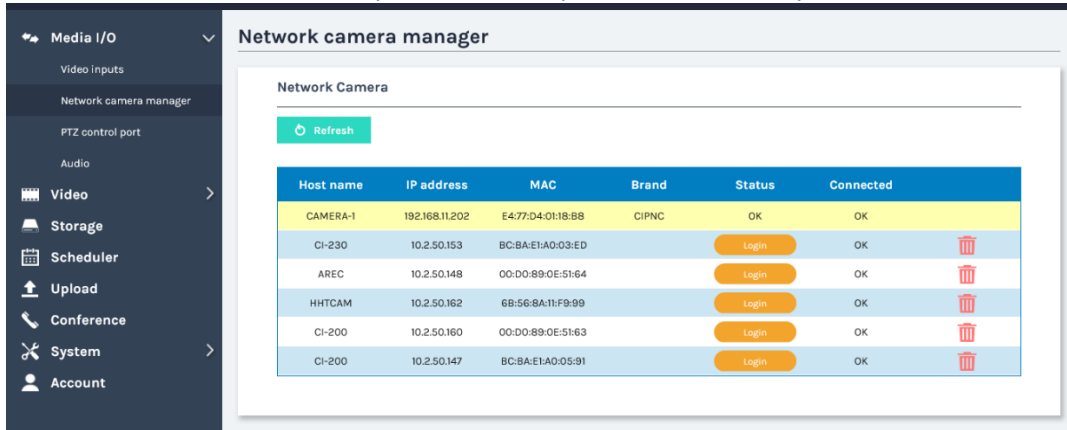 Media I/O
Video inputs
Network camera manager
PTZ control port
Audio
Video
Storage
Scheduler
Upload
Conference
System
Account
Network camera manager
Network Camera
Refresh
Host name IP address MAC Brand Status Connected
CAMERA-1 192.168.11.202 E4:77:D4:01:18:B8 CIPNC OK OK
CI-230 10.2.50.153 BC:BA:E1:A0:03:ED Login OK
AREC 10.2.50.148 00:D0:89:0E:51:64 Login OK
HHTCAM 10.2.50.162 6B:56:8A:11:F9:99 Login OK
CI-200 10.2.50.160 00:D0:89:0E:51:63 Login OK
CI-200 10.2.50.147 BC:BA:E1:A0:05:91 Login OK